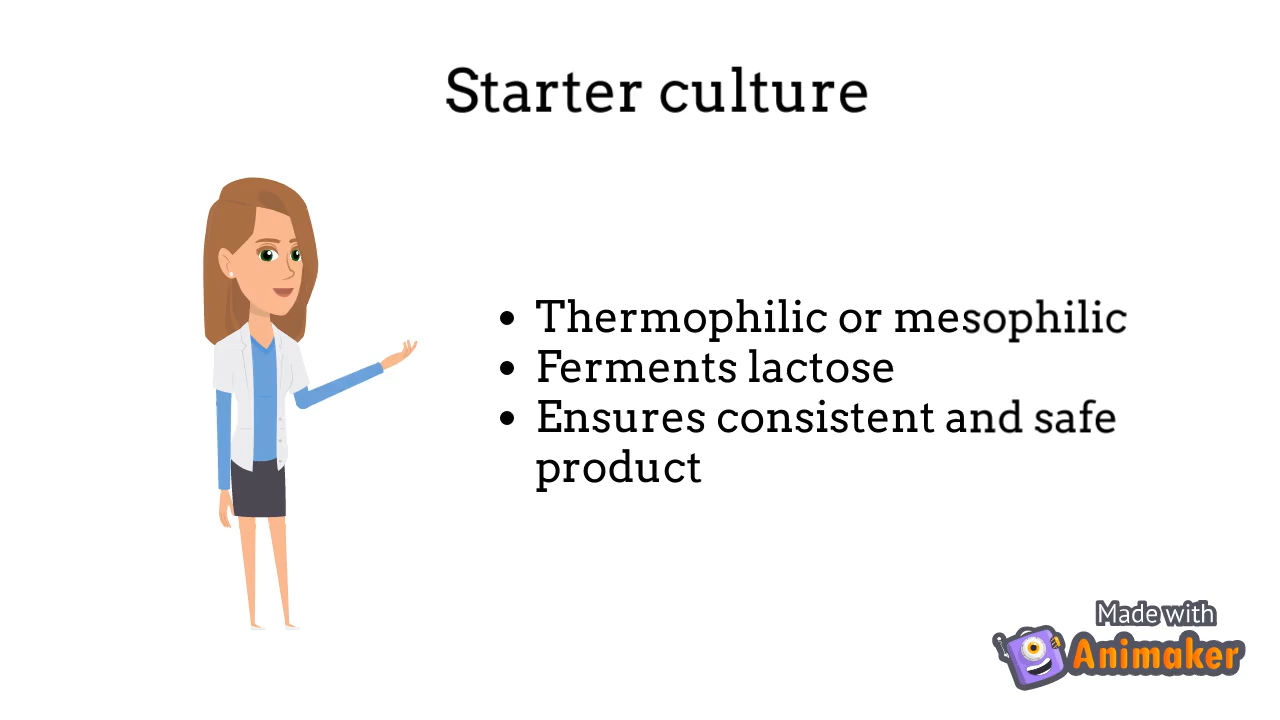 Starter culture
• Thermophilic or mesophilic
• Ferments lactose
• Ensures consistent and safe
product
Made with
Animaker